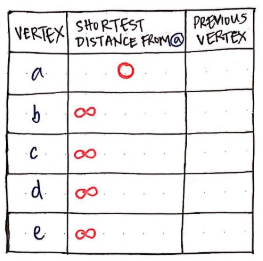 VERTEX SHORTEST DISTANCE FROM @ PREVIOUS VERTEX
a 0
b ∞
c ∞
d ∞
e ∞